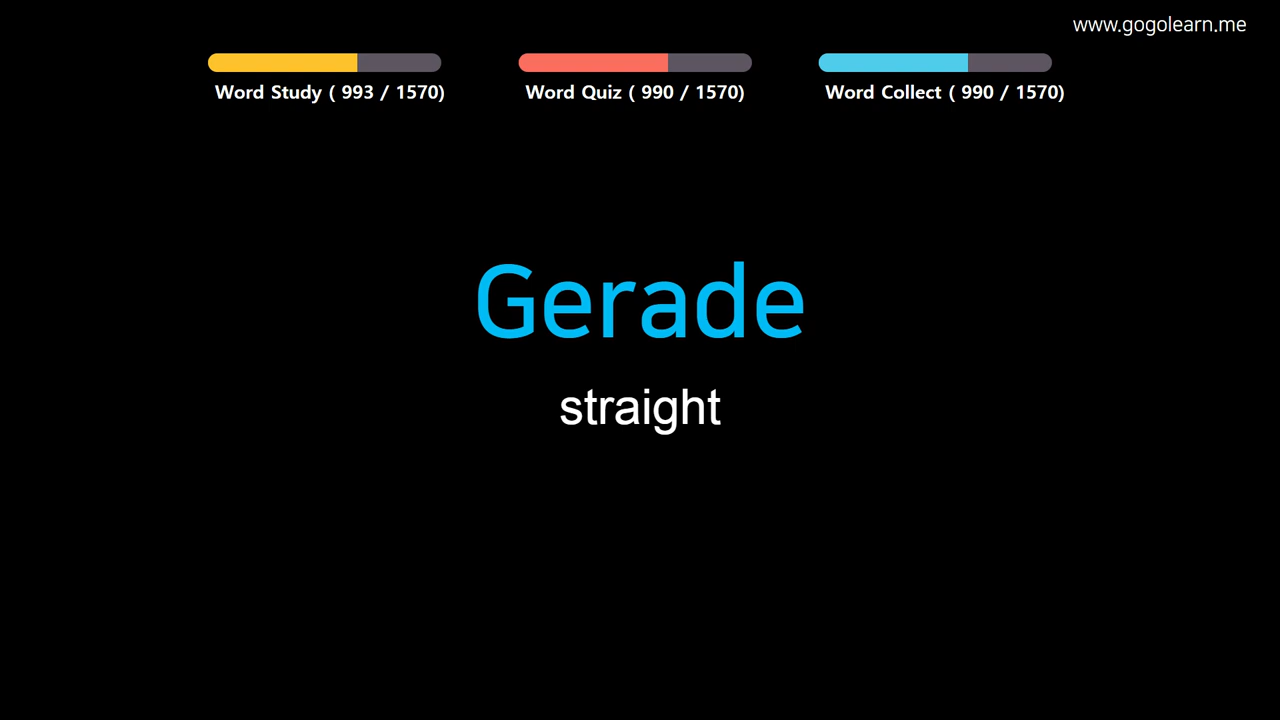 www.gogolearn.me
Word Study ( 993 / 1570)
Word Quiz ( 990 / 1570)
Word Collect ( 990 / 1570)
Gerade
straight